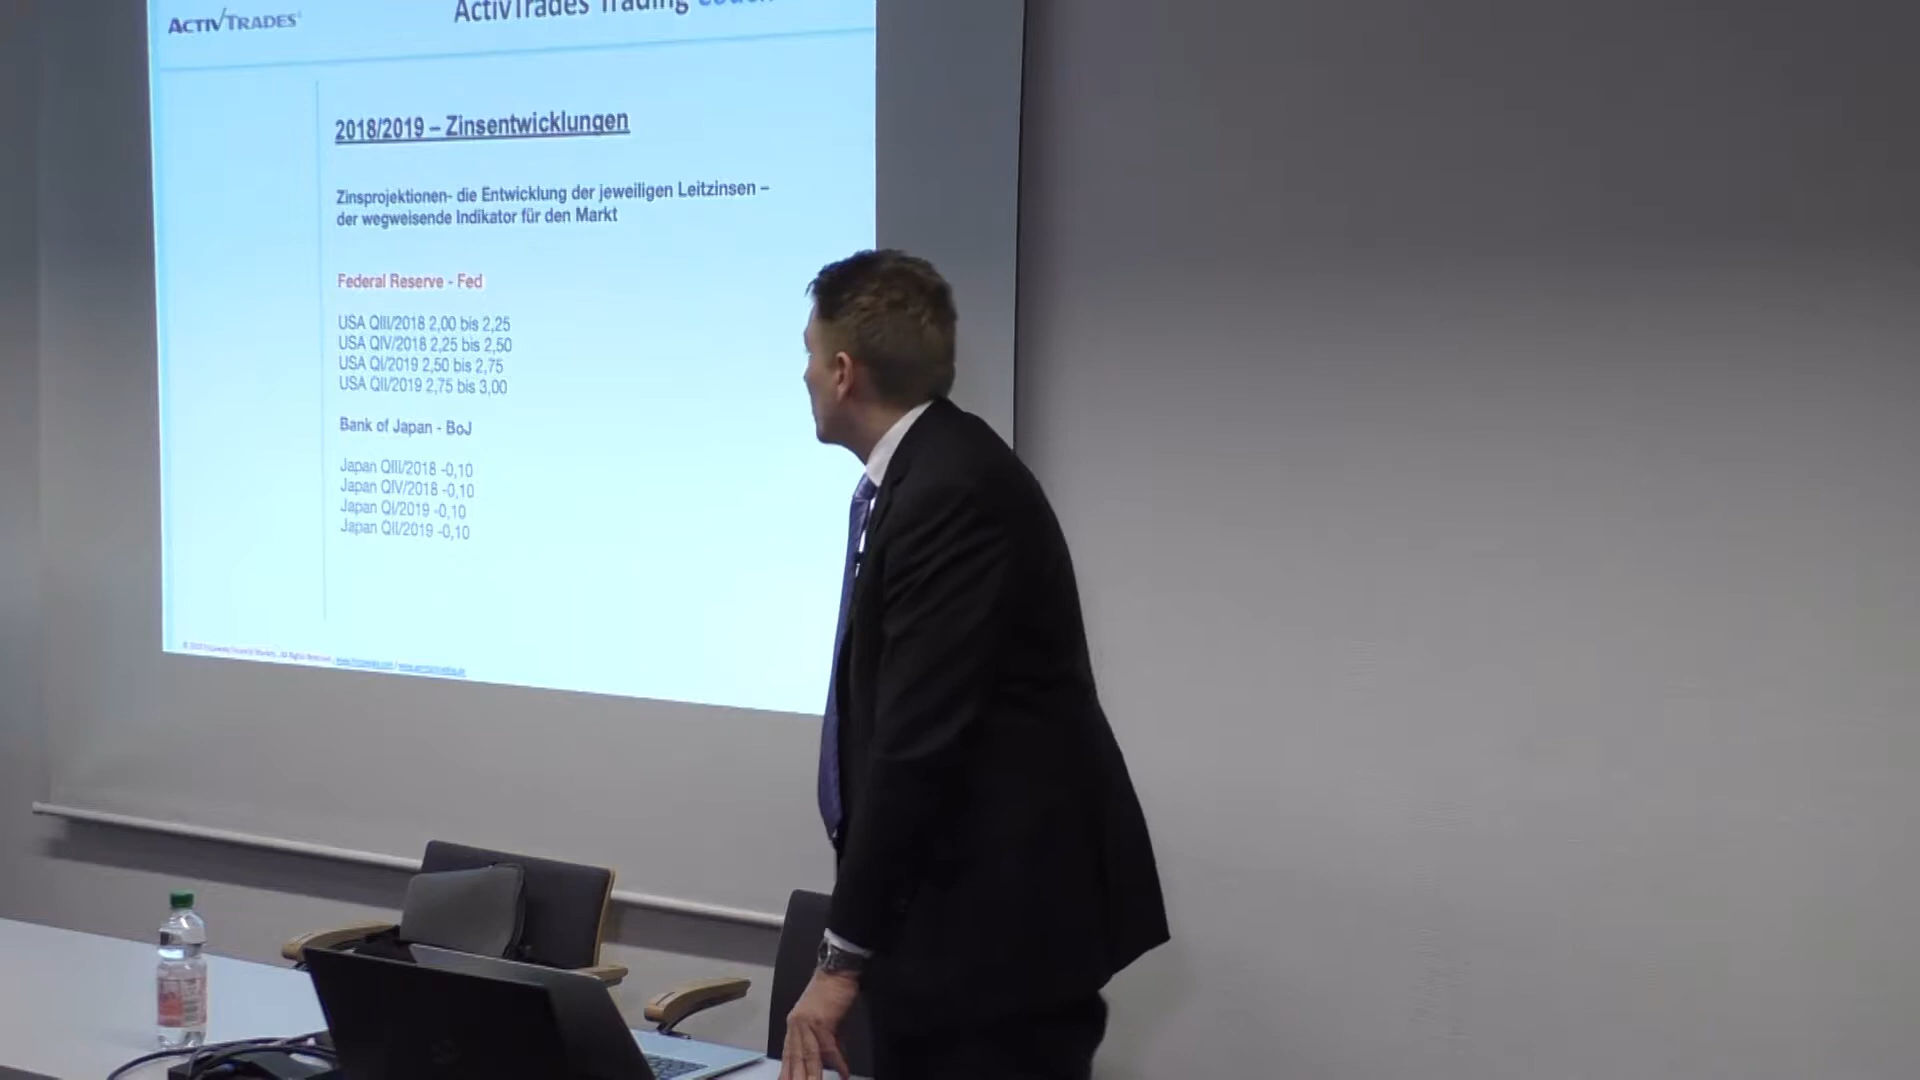 ACTIVTRADES
ActivTrades Trading
2018/2019 – Zinsentwicklungen
Zinsprojektionen- die Entwicklung der jeweiligen Leitzinsen –
der wegweisende Indikator für den Markt
Federal Reserve - Fed
USA QIII/2018 2,00 bis 2,25
USA QIV/2018 2,25 bis 2,50
USA QI/2019 2,50 bis 2,75
USA QII/2019 2,75 bis 3,00
Bank of Japan - BoJ
Japan QIII/2018 -0,10
Japan QIV/2018 -0,10
Japan QI/2019 -0,10
Japan QII/2019 -0,10